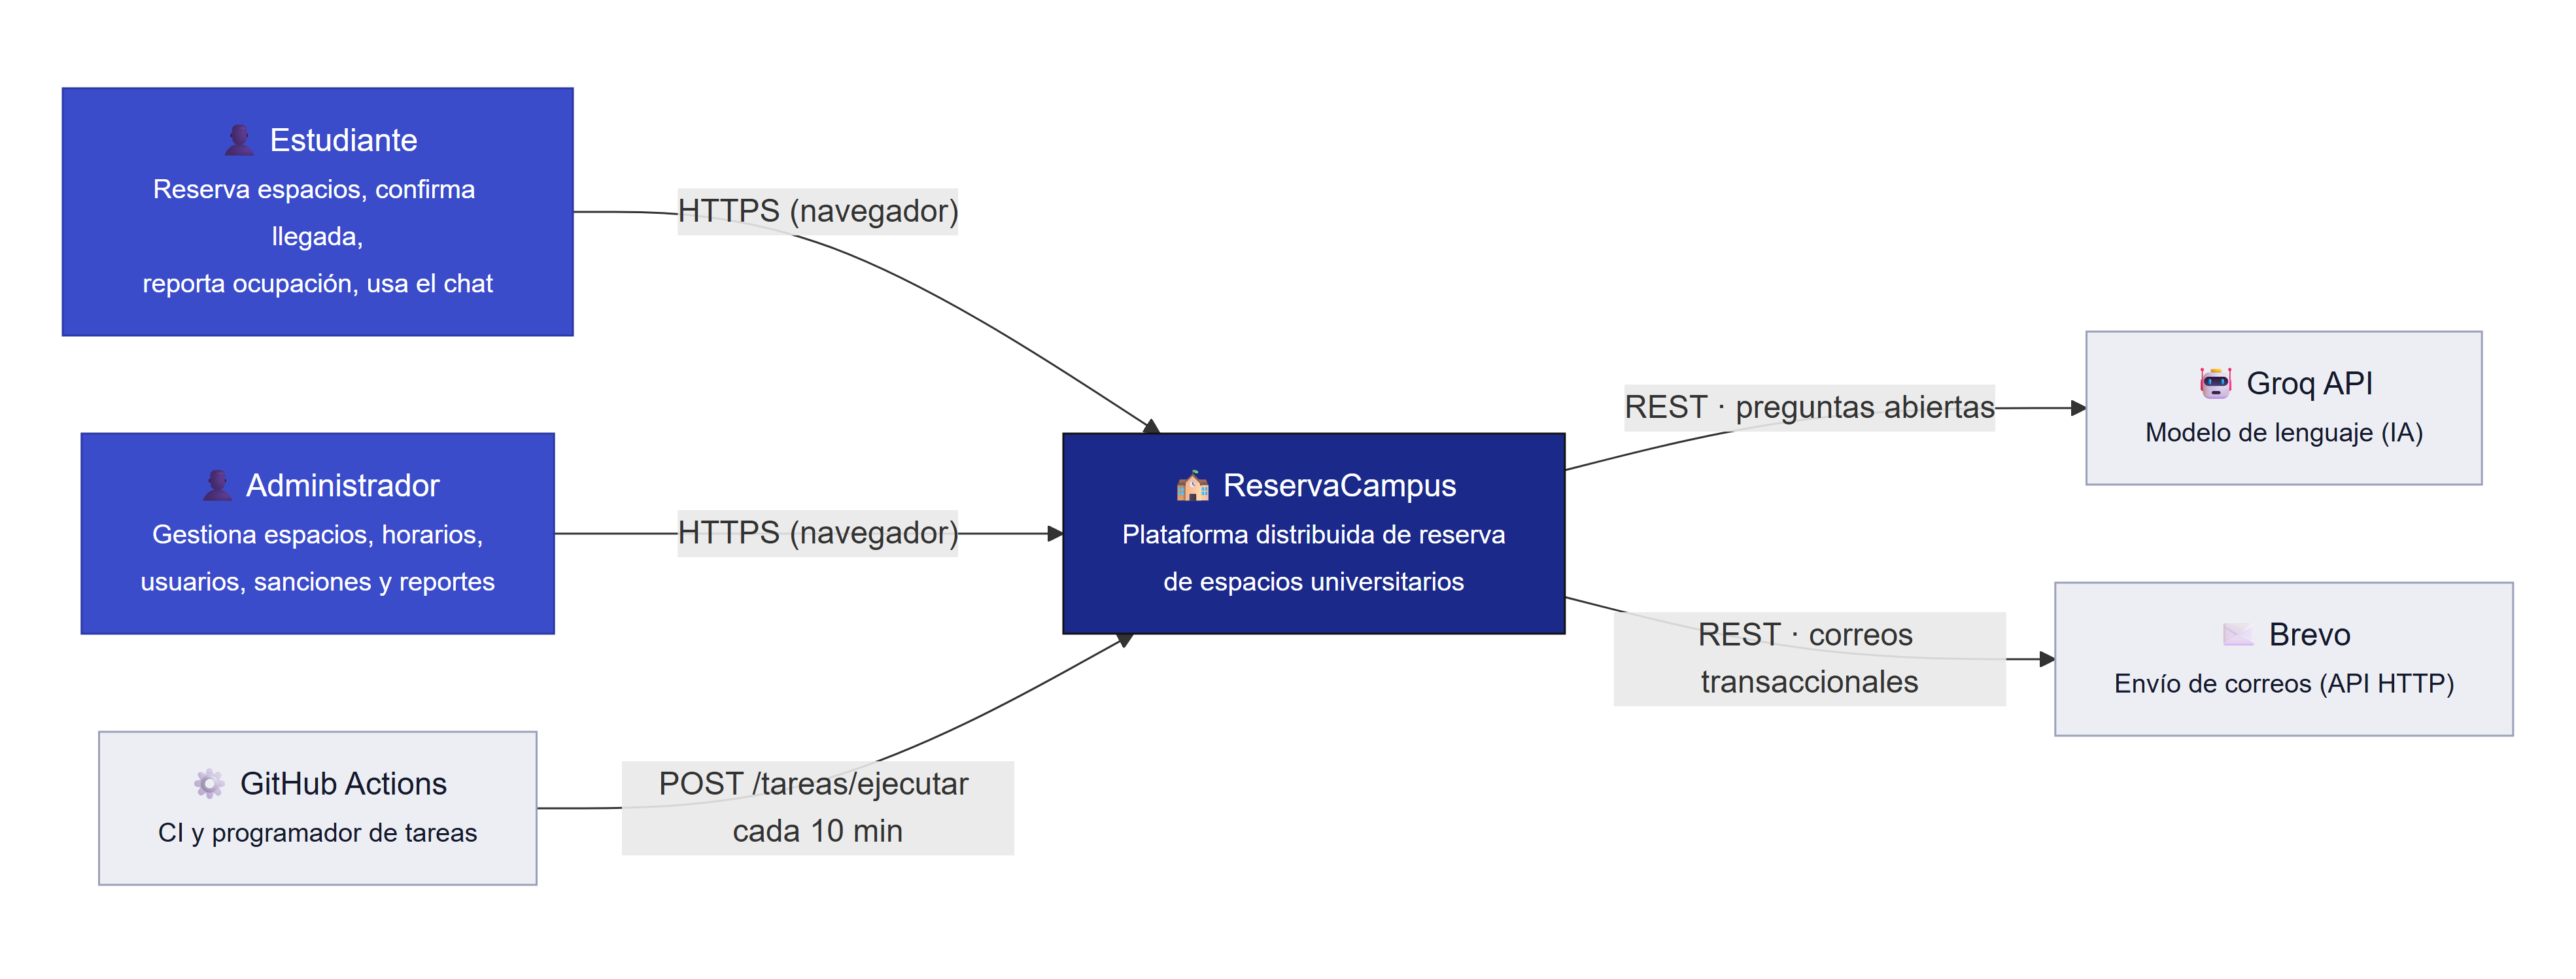 Estudiante
Reserva espacios, confirma
llegada,
reporta ocupación, usa el chat
HTTPS (navegador)
Administrador
Gestiona espacios, horarios,
usuarios, sanciones y reportes
HTTPS (navegador)
GitHub Actions
CI y programador de tareas
POST /tareas/ejecutar
cada 10 min
ReservaCampus
Plataforma distribuida de reserva
de espacios universitarios
REST · preguntas abiertas
Groq API
Modelo de lenguaje (IA)
REST · correos
transaccionales
Brevo
Envío de correos (API HTTP)